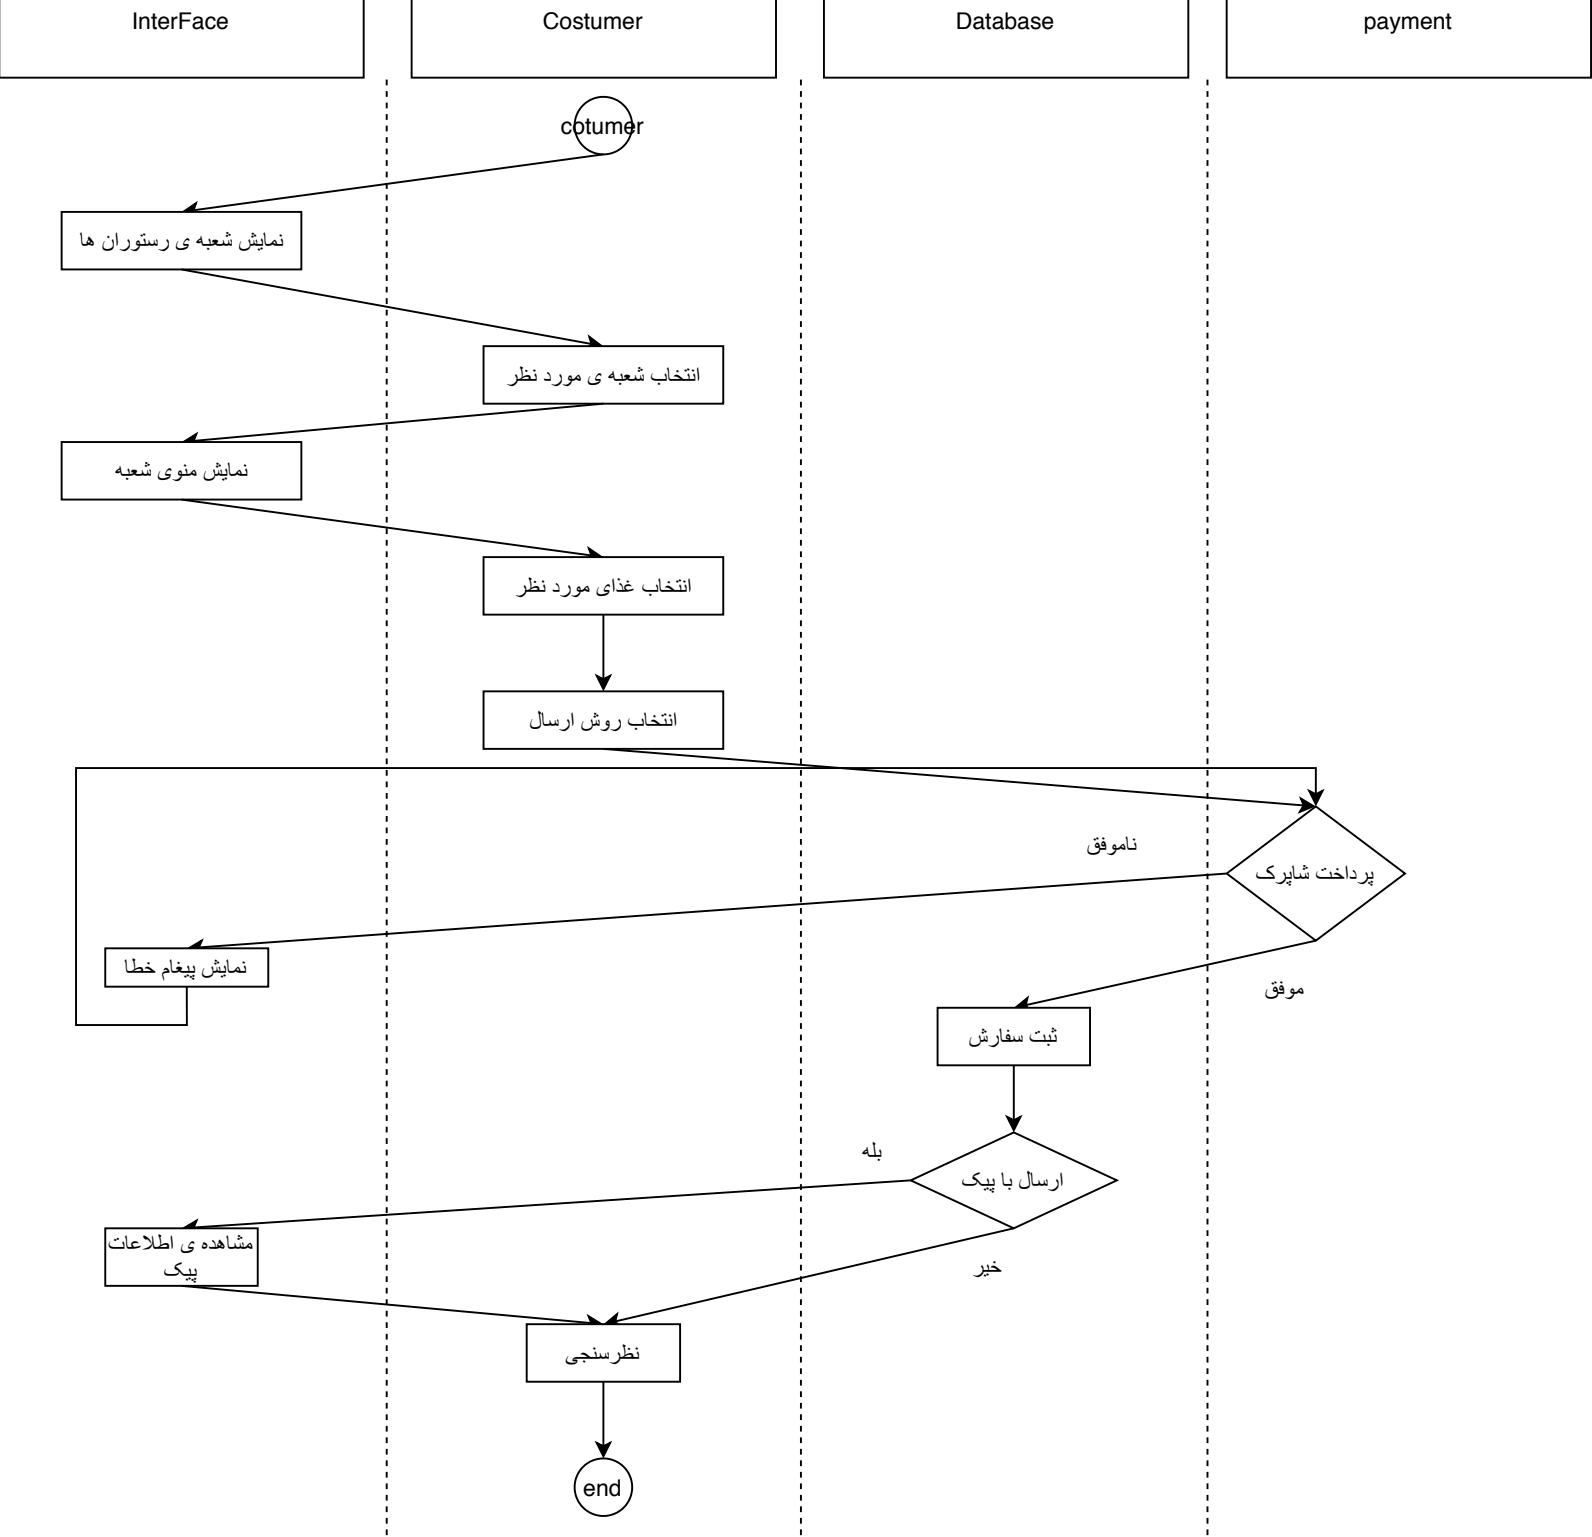 InterFace
Costumer
Database
payment
cotumer
نمایش شعبه ی رستوران ها
انتخاب شعبه ی مورد نظر
نمایش منوی شعبه
انتخاب غذای مورد نظر
انتخاب روش ارسال
ناموفق
پرداخت شاپرک
نمایش پیغام خطا
موفق
ثبت سفارش
بله
ارسال با پیک
مشاهده ی اطلاعات
پیک
خیر
نظرسنجی
end